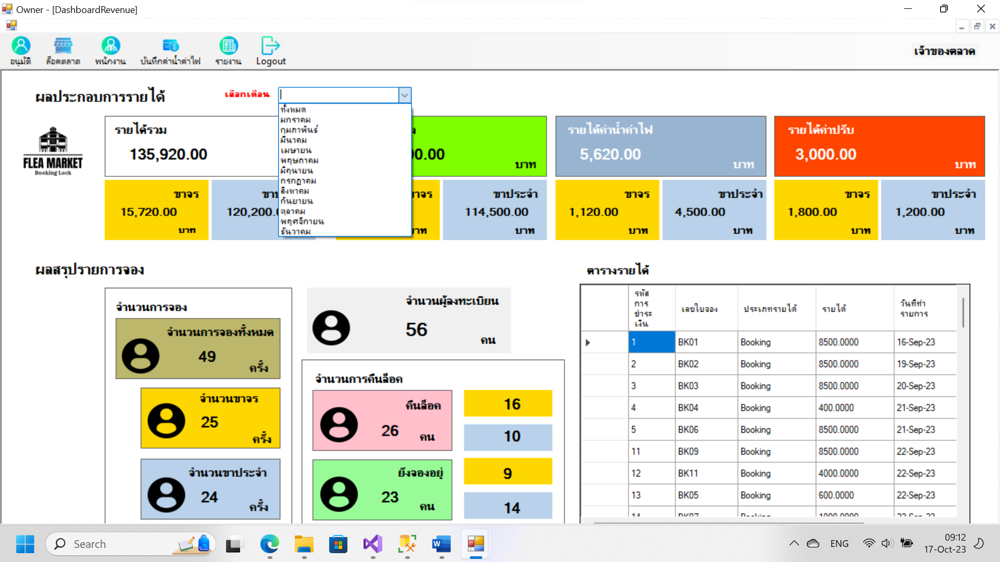 Owner - [DashboardRevenue]
อนุมัติ
ล็อคตลาด
พนักงาน
บันทึกค่าน้ำค่าไฟ
รายงาน
Logout
เจ้าของตลาด
ผลประกอบการรายได้
เลือกเดือน
ทั้งหมด
มกราคม
กุมภาพันธ์
มีนาคม
เมษายน
พฤษภาคม
มิถุนายน
กรกฏาคม
สิงหาคม
กันยายน
ตุลาคม
พฤศจิกายน
ธันวาคม
FLEA MARKET
Booking Lock
รายได้รวม
135,920.00
00.00
บาท
รายได้ค่าน้ำค่าไฟ
5,620.00
บาท
รายได้ค่าปรับ
3,000.00
บาท
ขาจร
15,720.00
บาท
120,200.
ขาประจำ
114,500.00
บาท
ขาจร
1,120.00
บาท
ขาประจำ
4,500.00
บาท
ขาจร
1,800.00
บาท
ขาประจำ
1,200.00
บาท
ผลสรุปรายการจอง
จำนวนการจอง
จำนวนการจองทั้งหมด
49
ครั้ง
จำนวนขาจร
25
ครั้ง
จำนวนขาประจำ
24
ครั้ง
จำนวนผู้ลงทะเบียน
56
คน
จำนวนการคืนล็อค
คืนล็อค
26
คน
16
10
ยังจองอยู่
23
คน
9
14
ตารางรายได้
รหัส
การ
ชำระ
เงิน
เลขใบจอง
ประเภทรายได้
รายได้
วันที่ทำ
รายการ
1 BK01 Booking 8500.0000 16-Sep-23
2 BK02 Booking 8500.0000 19-Sep-23
3 BK03 Booking 8500.0000 20-Sep-23
4 BK04 Booking 400.0000 21-Sep-23
5 BK06 Booking 8500.0000 21-Sep-23
11 BK09 Booking 8500.0000 22-Sep-23
12 BK11 Booking 4000.0000 22-Sep-23
13 BK05 Booking 600.0000 22-Sep-23
14 BK07 Booking 1000.0000 22-Sep-23
Search
ENG
09:12
17-Oct-23